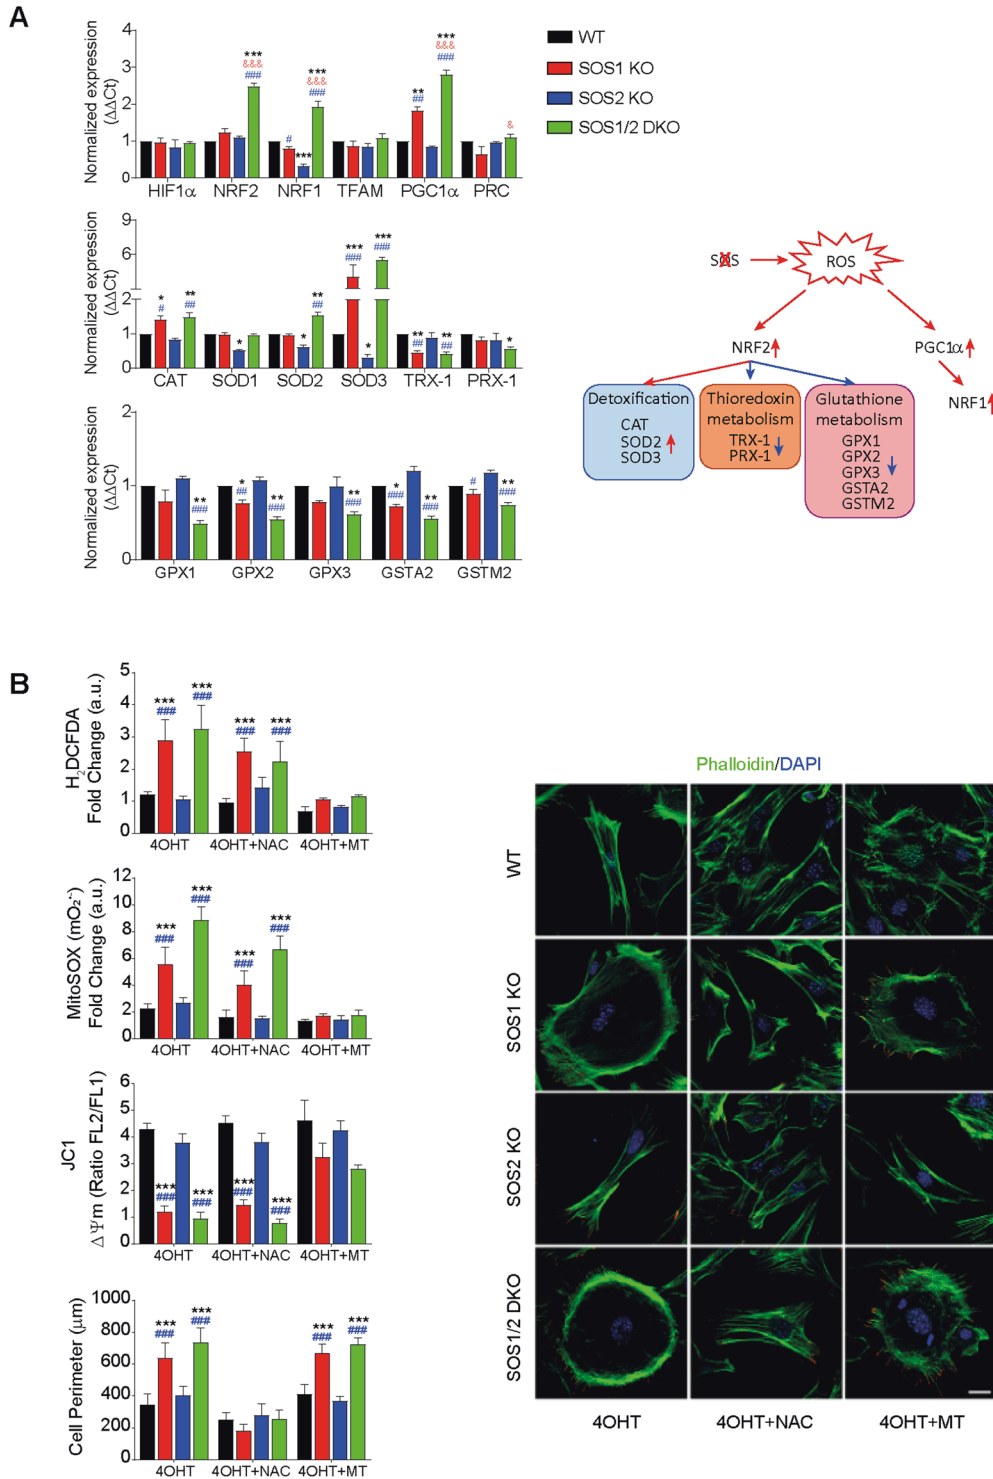 A
Normalized expression
(ΔΔCt)
4
3
2
1
0
***
&&&
###
***
&&&
###
#
***
**
##
***
&&&
###
&
HIF1α NRF2 NRF1 TFAM PGC1α PRC
WT
SOS1 KO
SOS2 KO
SOS1/2 DKO
Normalized expression
(ΔΔCt)
9
6
2
1
0
*
#
**
##
*
*
**
##
***
###
*
***
###
**
##
**
##
*
CAT SOD1 SOD2 SOD3 TRX-1 PRX-1
Normalized expression
(ΔΔCt)
2
1
0
**
###
*
##
**
###
**
###
*
###
**
###
#
**
###
GPX1 GPX2 GPX3 GSTA2 GSTM2
SOS
ROS
NRF2
PGC1α
NRF1
Detoxification
CAT
SOD2
SOD3
Thioredoxin
metabolism
TRX-1
PRX-1
Glutathione
metabolism
GPX1
GPX2
GPX3
GSTA2
GSTM2
B
H2DCFDA
Fold Change (a.u.)
5
4
3
2
1
0
***
###
***
###
***
###
***
###
4OHT 4OHT+NAC 4OHT+MT
MitoSOX (mO2·-)
Fold Change (a.u.)
12
10
8
6
4
2
0
***
###
***
###
***
###
***
###
4OHT 4OHT+NAC 4OHT+MT
JC1
ΔΨm (Ratio FL2/FL1)
6
5
4
3
2
1
0
***
###
***
###
***
###
***
###
4OHT 4OHT+NAC 4OHT+MT
Cell Perimeter (µm)
1000
800
600
400
200
0
***
###
***
###
***
###
***
###
4OHT 4OHT+NAC 4OHT+MT
Phalloidin/DAPI
WT
SOS1 KO
SOS2 KO
SOS1/2 DKO
4OHT 4OHT+NAC 4OHT+MT